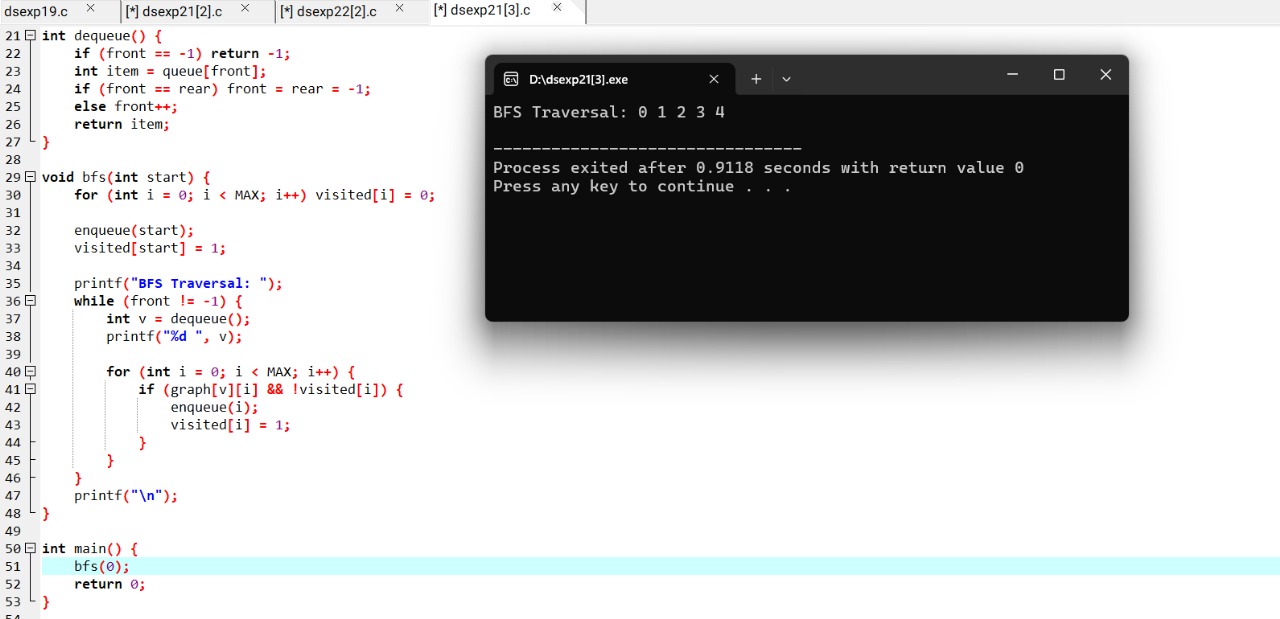 dsexp19.c [*] dsexp21[2].c [*] dsexp22[2].c [*] dsexp21[3].c
21 int dequeue() {
22     if (front == -1) return -1;
23     int item = queue[front];
24     if (front == rear) front = rear = -1;
25     else front++;
26     return item;
27 }
28
29 void bfs(int start) {
30     for (int i = 0; i < MAX; i++) visited[i] = 0;
31
32     enqueue(start);
33     visited[start] = 1;
34
35     printf("BFS Traversal: ");
36     while (front != -1) {
37         int v = dequeue();
38         printf("%d ", v);
39
40         for (int i = 0; i < MAX; i++) {
41             if (graph[v][i] && !visited[i]) {
42                 enqueue(i);
43                 visited[i] = 1;
44             }
45         }
46     }
47     printf("\n");
48 }
49
50 int main() {
51     bfs(0);
52     return 0;
53 }
54
D:\dsexp21[3].exe
BFS Traversal: 0 1 2 3 4
--------------------------------
Process exited after 0.9118 seconds with return value 0
Press any key to continue . . .